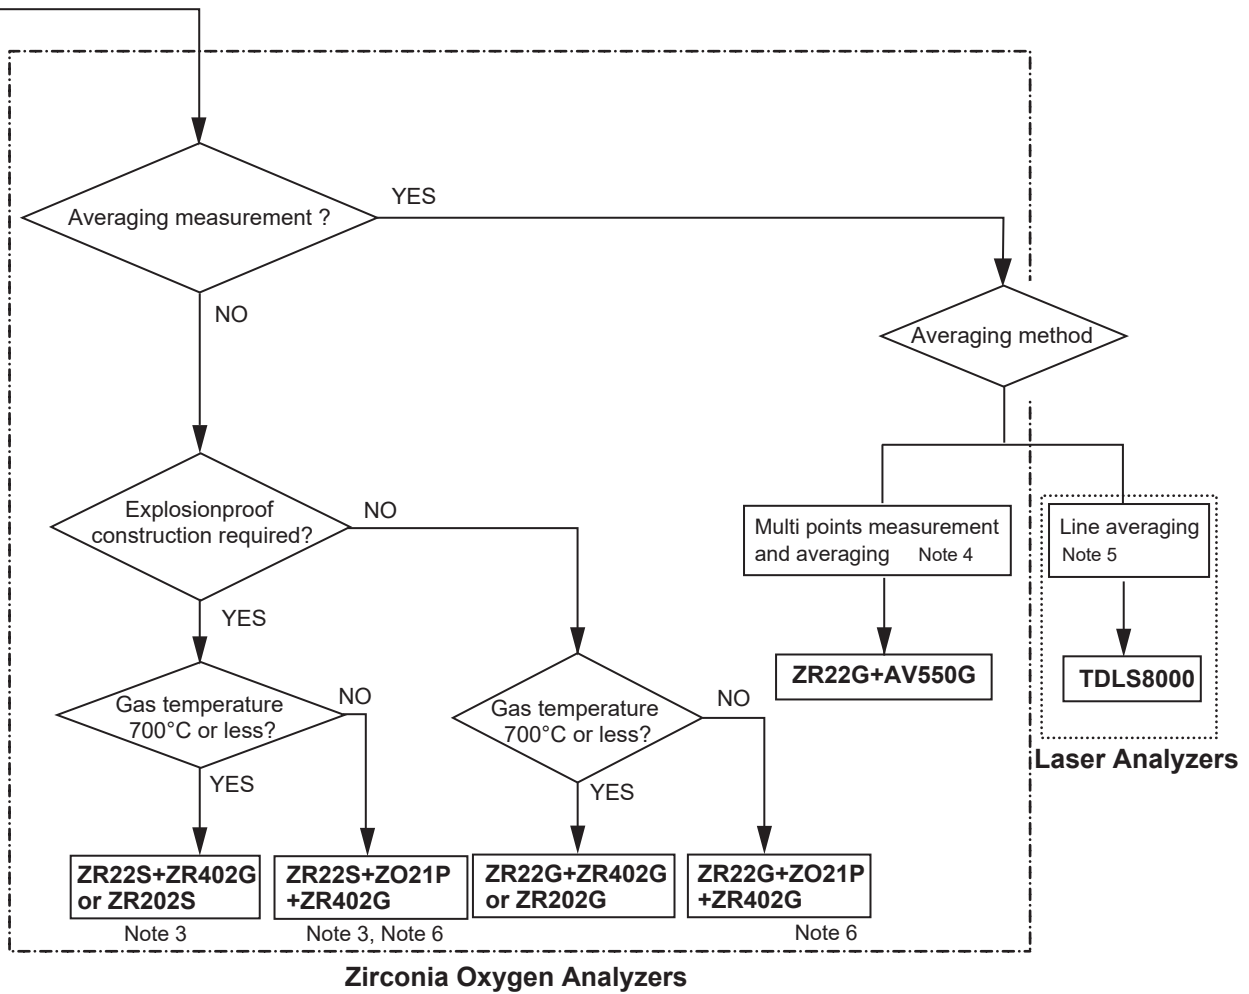 Averaging measurement ?
YES
NO
Averaging method
Explosionproof
construction required?
NO
YES
Multi points measurement
and averaging Note 4
Line averaging
Note 5
ZR22G+AV550G
TDLS8000
Laser Analyzers
Gas temperature
700°C or less?
NO
YES
Gas temperature
700°C or less?
NO
YES
ZR22S+ZR402G
or ZR202S
Note 3
ZR22S+ZO21P
+ZR402G
Note 3, Note 6
ZR22G+ZR402G
or ZR202G
ZR22G+ZO21P
+ZR402G
Note 6
Zirconia Oxygen Analyzers